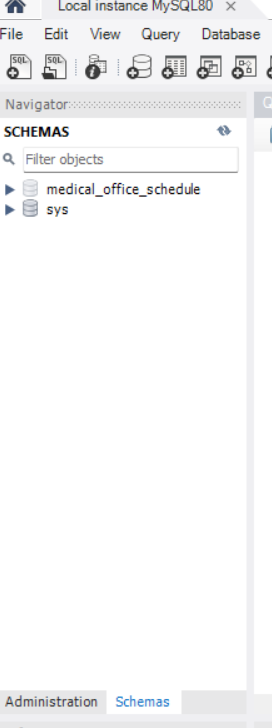 Local instance MySQL80 ×
File Edit View Query Database
SQL SQL
Navigator
SCHEMAS
Filter objects
medical_office_schedule
sys
Administration Schemas